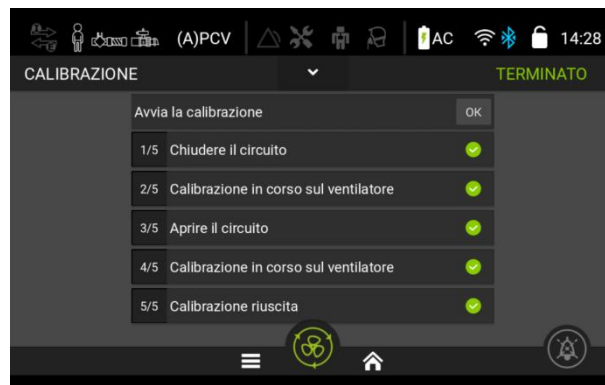 (A)PCV AC 14:28
CALIBRAZIONE TERMINATO
Avvia la calibrazione OK
1/5 Chiudere il circuito
2/5 Calibrazione in corso sul ventilatore
3/5 Aprire il circuito
4/5 Calibrazione in corso sul ventilatore
5/5 Calibrazione riuscita